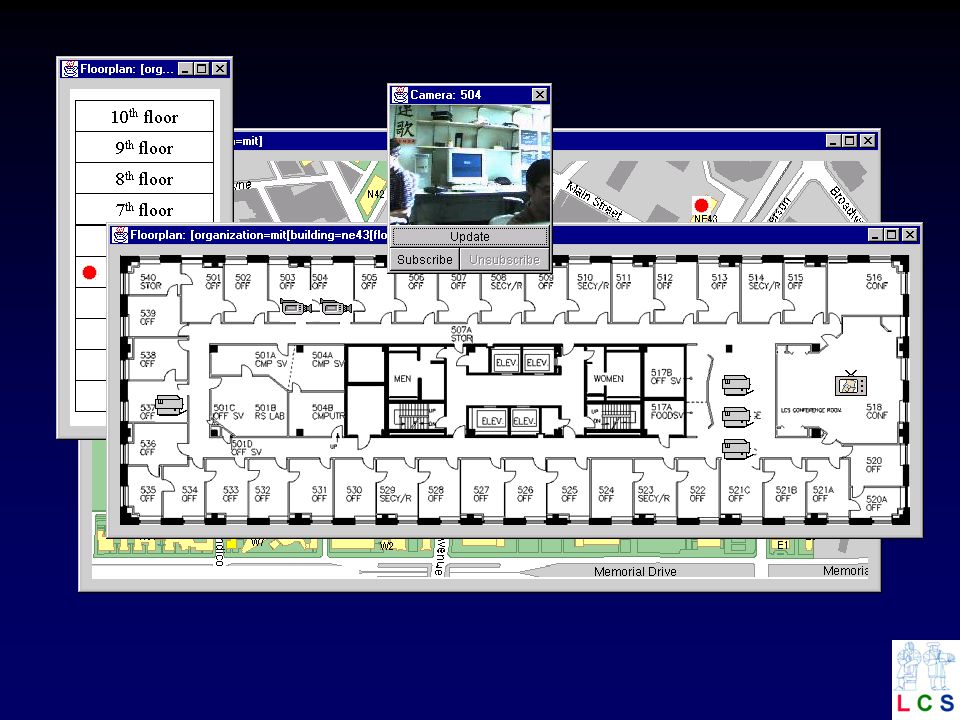 Floorplan: [org...
10th floor
9th floor
8th floor
7th floor
Camera: 504
連歌
Update
Subscribe
Unsubscribe
=mit]
Main Street
N42
NE43
Floorplan: [organization=mit[building=ne43[flo
540
STOR
501
OFF
502
OFF
503
OFF
504
OFF
505
OFF
506
OFF
507
OFF
508
SECY/R
509
OFF
510
SECY/R
511
OFF
512
OFF
513
OFF
514
SECY
515
OFF
516
CONF
539
OFF
507A
STOR
538
OFF
501A
CMP SV
504A
CMP SV
ELEV.
ELEV.
MEN
WOMEN
517B
OFF SV
537
OFF
501C
OFF SV
501B
RS LAB
504B
COMPUTR
517A
FOODSV
ELEV.
ELEV.
UP
LCS CONFERENCE ROOM
518
CONF
536
OFF
501D
OFF SV
UP
520
OFF
535
OFF
534
OFF
533
OFF
532
OFF
531
OFF
530
OFF
529
SECY/R
528
OFF
527
OFF
526
OFF
525
OFF
524
OFF
523
SECY/R
522
OFF
521C
OFF
521B
OFF
521A
OFF
520A
OFF
W7
W2
E1
Memorial Drive
Memoria
LCS